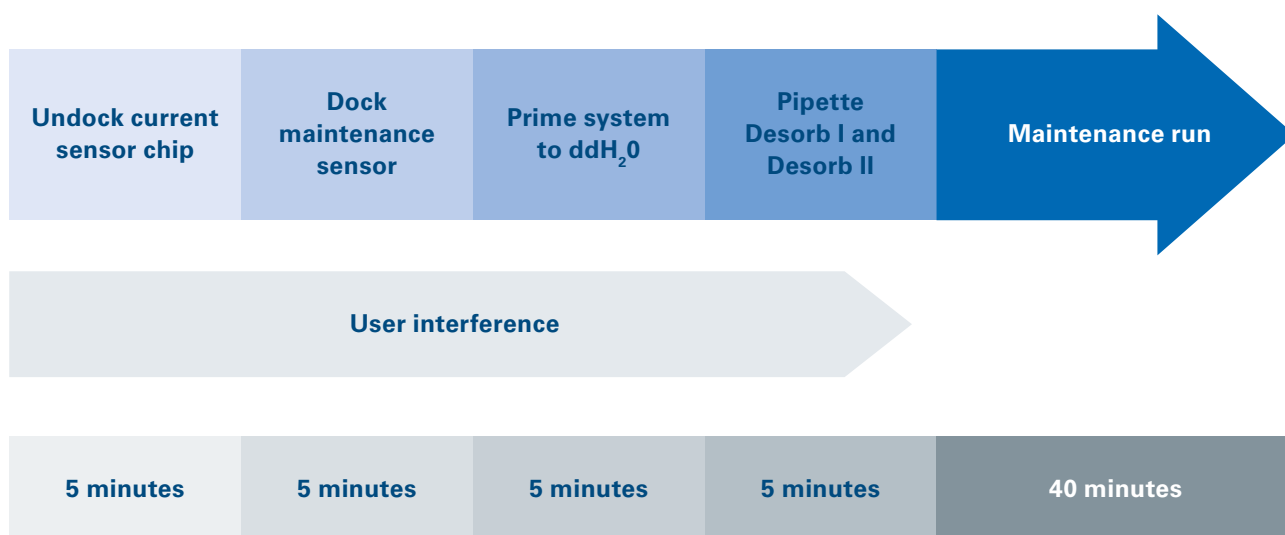 Undock current
sensor chip
Dock
maintenance
sensor
Prime system
to ddH₂0
Pipette
Desorb I and
Desorb II
Maintenance run
User interference
5 minutes
5 minutes
5 minutes
5 minutes
40 minutes